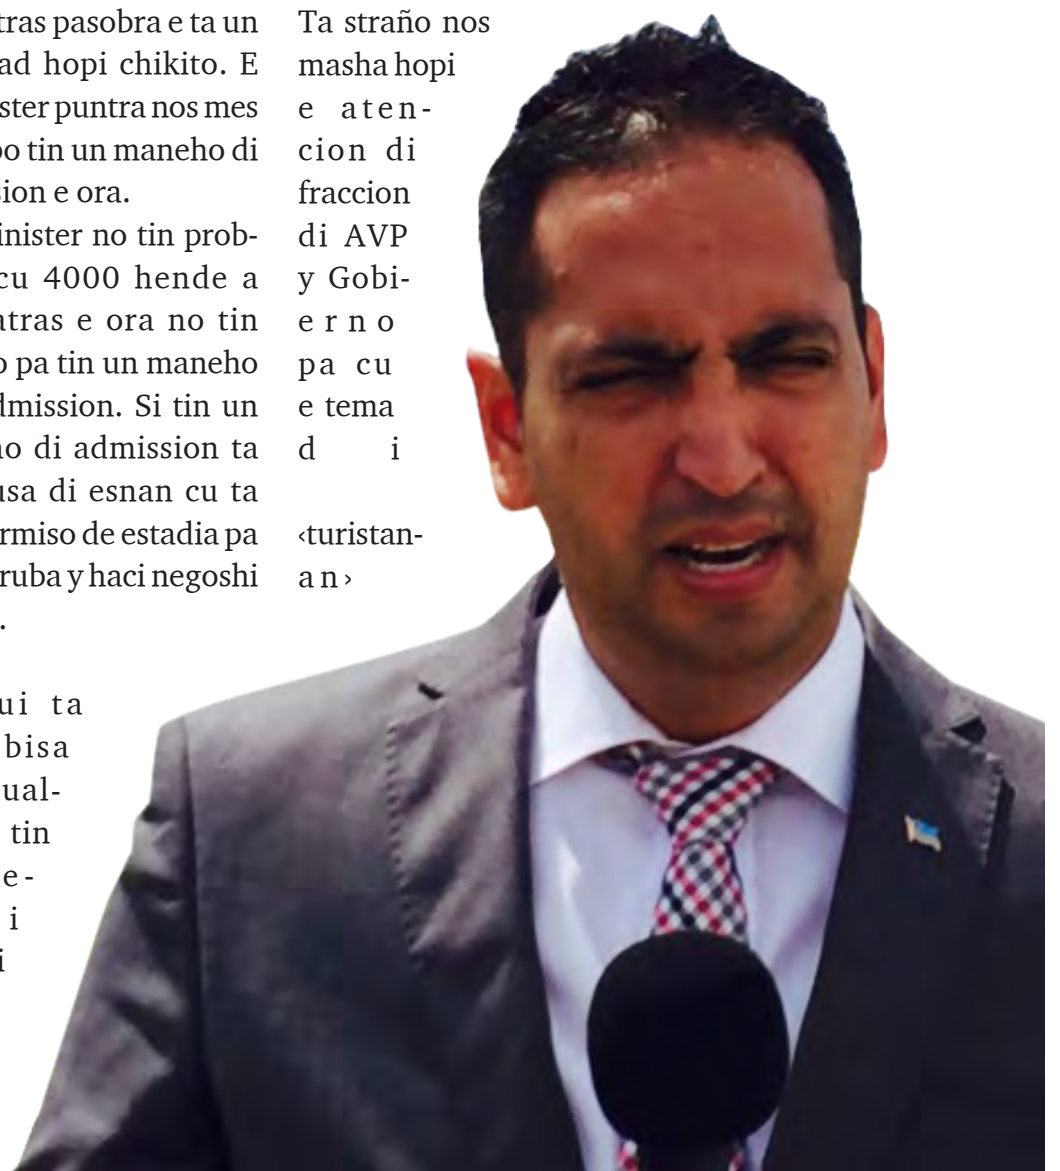 tras pasobra e ta un
ad hopi chikito. E
ster puntra nos mes
o tin un maneho di
sion e ora.
inister no tin prob-
cu 4000 hende a
atras e ora no tin
o pa tin un maneho
dmission. Si tin un
o di admission ta
usa di esnan cu ta
rmiso de estadia pa
ruba y haci negoshi
.
ui ta
bisa
ual-
tin
e-
i
i
Ta straño nos
masha hopi
e aten-
cion di
fraccion
di AVP
y Gobi-
erno
pa cu
e tema
d i
‹turistan-
an›